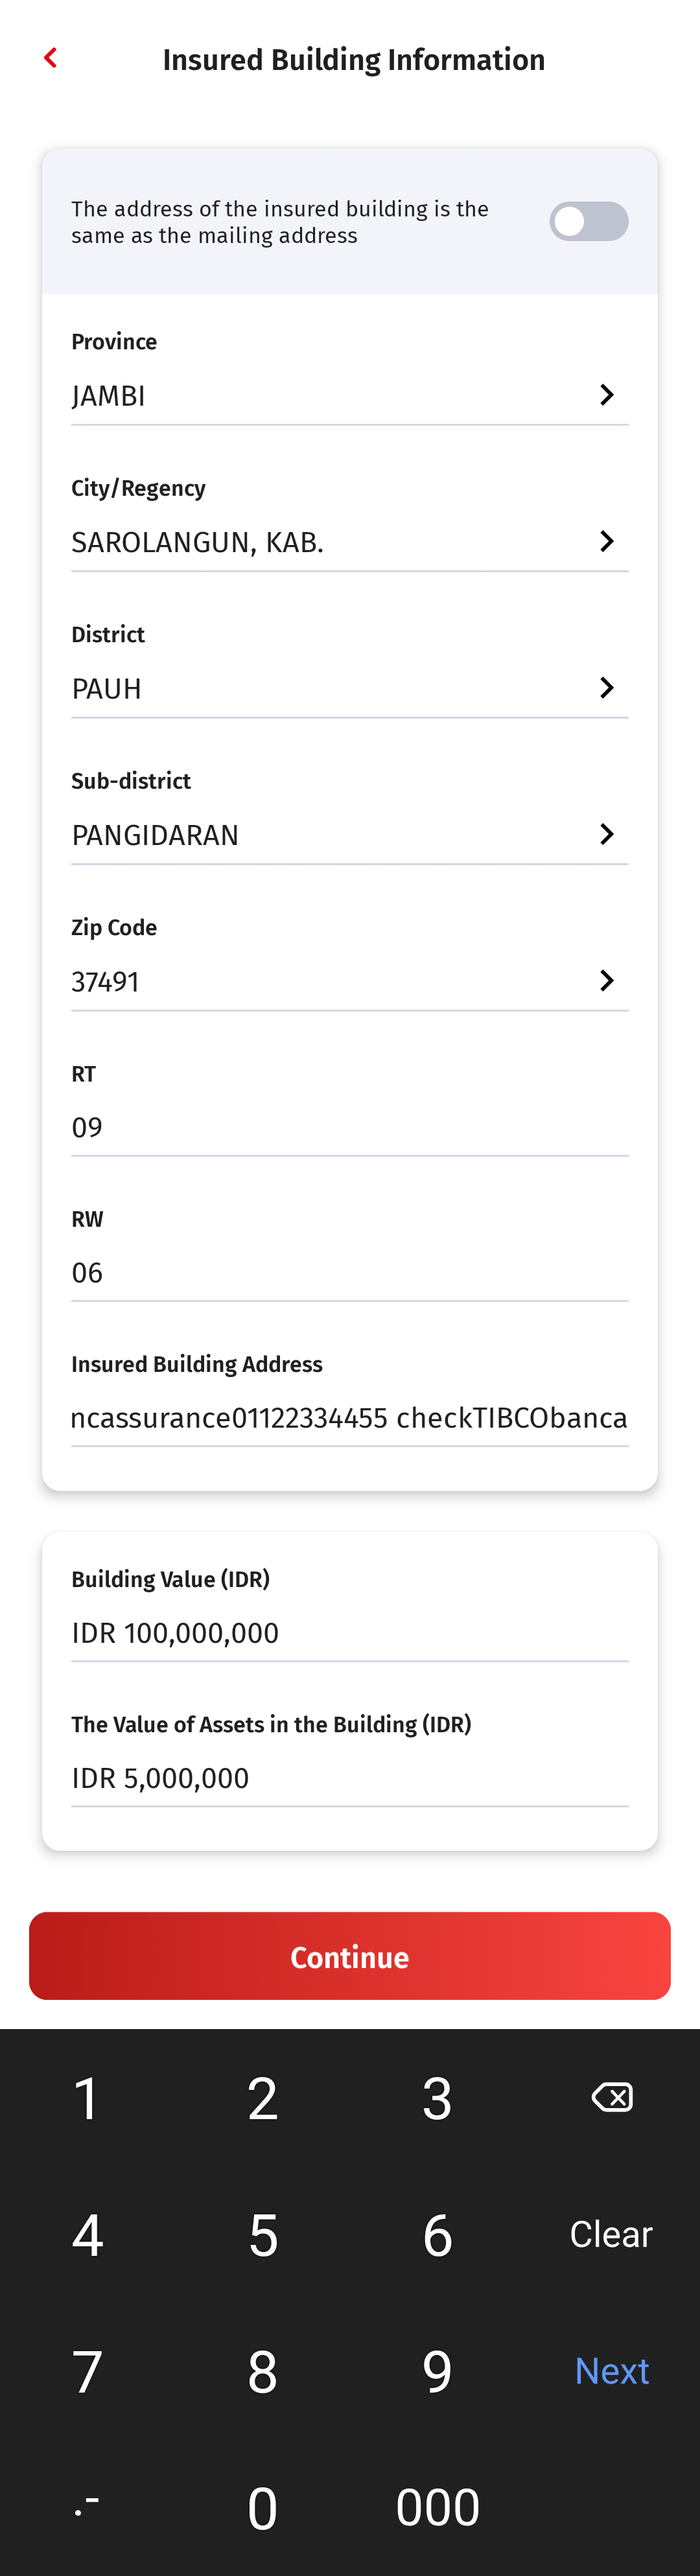 Insured Building Information
The address of the insured building is the
same as the mailing address
Province
JAMBI
City/Regency
SAROLANGUN, KAB.
District
PAUH
Sub-district
PANGIDARAN
Zip Code
37491
RT
09
RW
06
Insured Building Address
ncassurance01122334455 checkTIBCObanca
Building Value (IDR)
IDR 100,000,000
The Value of Assets in the Building (IDR)
IDR 5,000,000
Continue
1 2 3
4 5 6 Clear
7 8 9 Next
.- 0 000